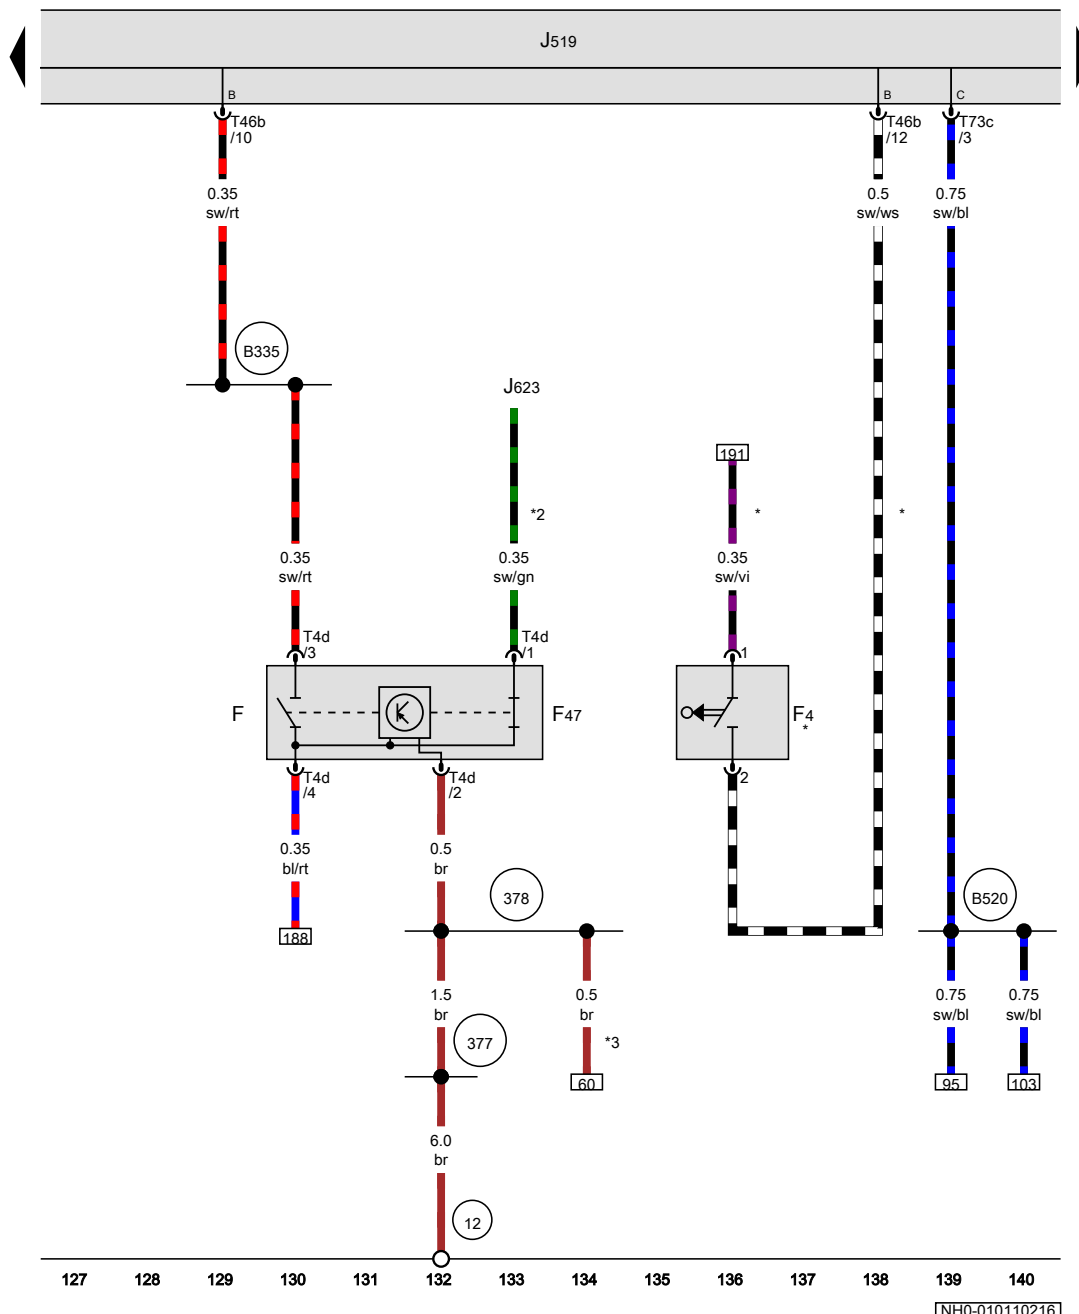 J519
B
B
C
T46b
/10
T46b
/12
T73c
/3
0.35
sw/rt
0.5
sw/ws
0.75
sw/bl
B335
J623
191
*2
*
*
0.35
sw/rt
0.35
sw/gn
0.35
sw/vi
T4d
/3
T4d
/1
1
F
F47
F4
*
T4d
/4
T4d
/2
2
0.35
bl/rt
0.5
br
378
B520
188
1.5
br
0.5
br
0.75
sw/bl
0.75
sw/bl
377
*3
60
95
103
6.0
br
12
127 128 129 130 131 132 133 134 135 136 137 138 139 140
NH0-010110216